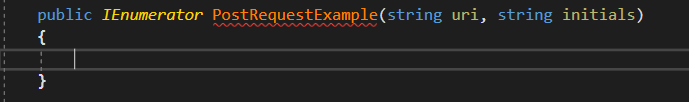 public IEnumerator PostRequestExample(string uri, string initials)
{
}